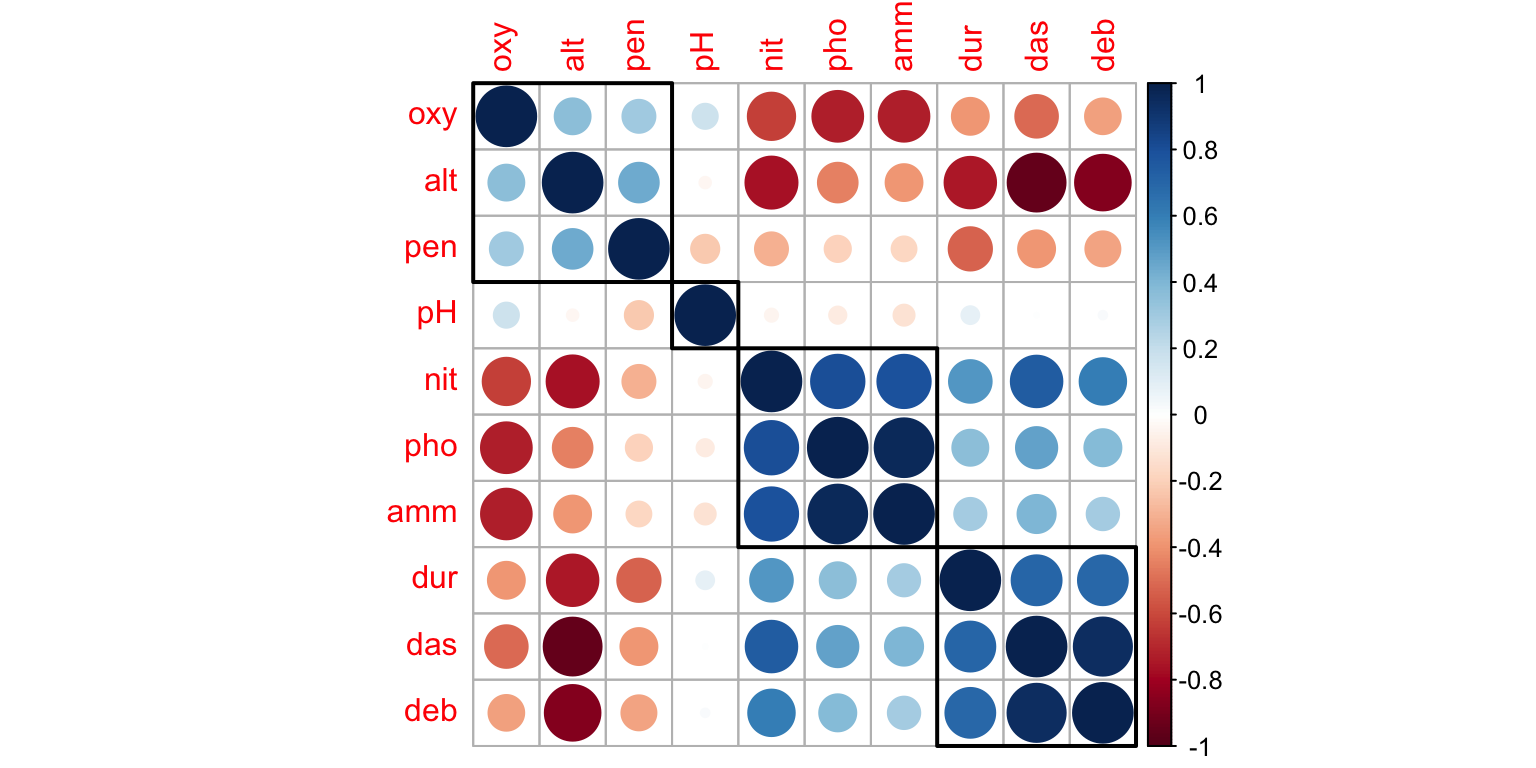 oxy alt pen pH nit pho amm dur das deb
oxy
alt
pen
pH
nit
pho
amm
dur
das
deb
1
0.8
0.6
0.4
0.2
0
-0.2
-0.4
-0.6
-0.8
-1